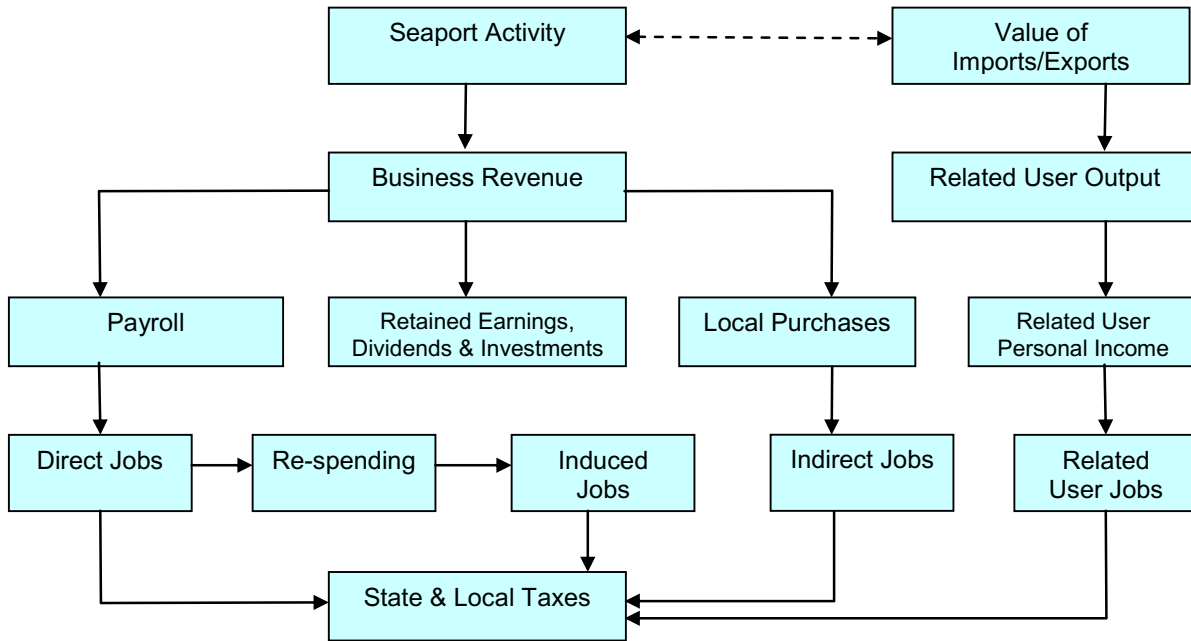 Seaport Activity
Value of
Imports/Exports
Business Revenue
Related User Output
Payroll
Retained Earnings,
Dividends & Investments
Local Purchases
Related User
Personal Income
Direct Jobs
Re-spending
Induced
Jobs
Indirect Jobs
Related
User Jobs
State & Local Taxes